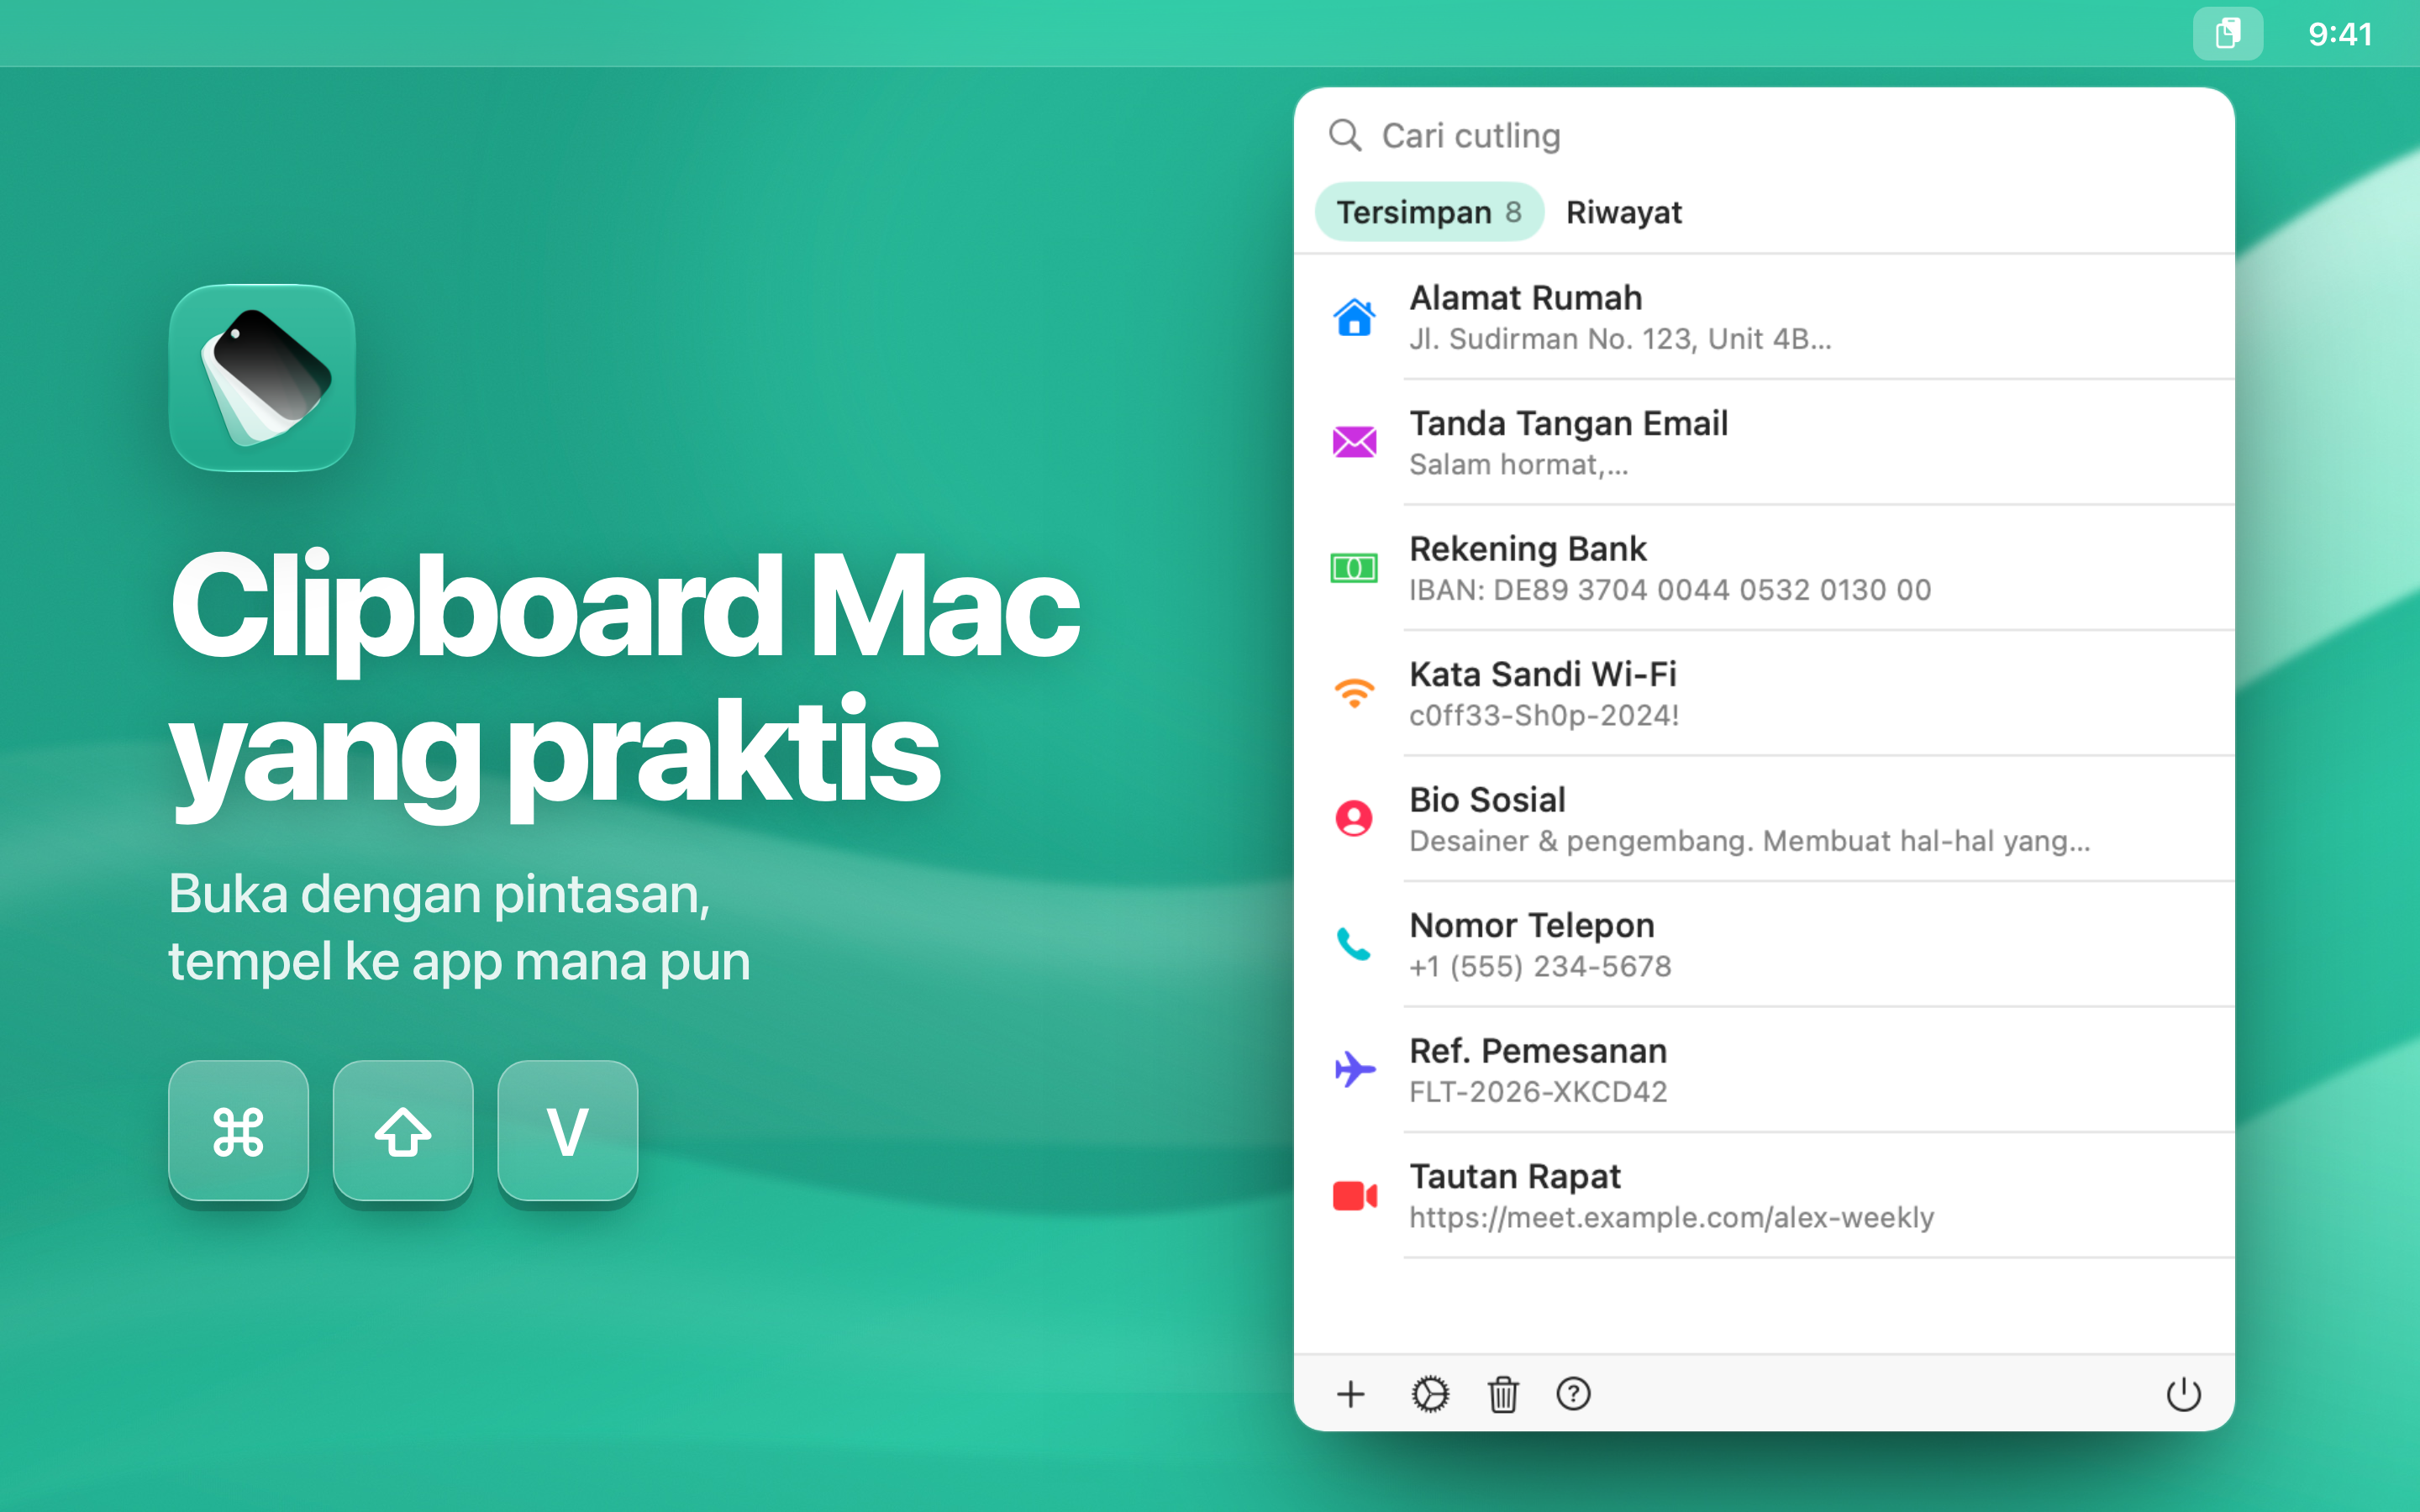 9:41
Clipboard Mac
yang praktis
Buka dengan pintasan,
tempel ke app mana pun
⌘ ⇧ V
Cari cutling
Tersimpan 8 Riwayat
Alamat Rumah
Jl. Sudirman No. 123, Unit 4B...
Tanda Tangan Email
Salam hormat,...
Rekening Bank
IBAN: DE89 3704 0044 0532 0130 00
Kata Sandi Wi-Fi
c0ff33-Sh0p-2024!
Bio Sosial
Desainer & pengembang. Membuat hal-hal yang...
Nomor Telepon
+1 (555) 234-5678
Ref. Pemesanan
FLT-2026-XKCD42
Tautan Rapat
https://meet.example.com/alex-weekly